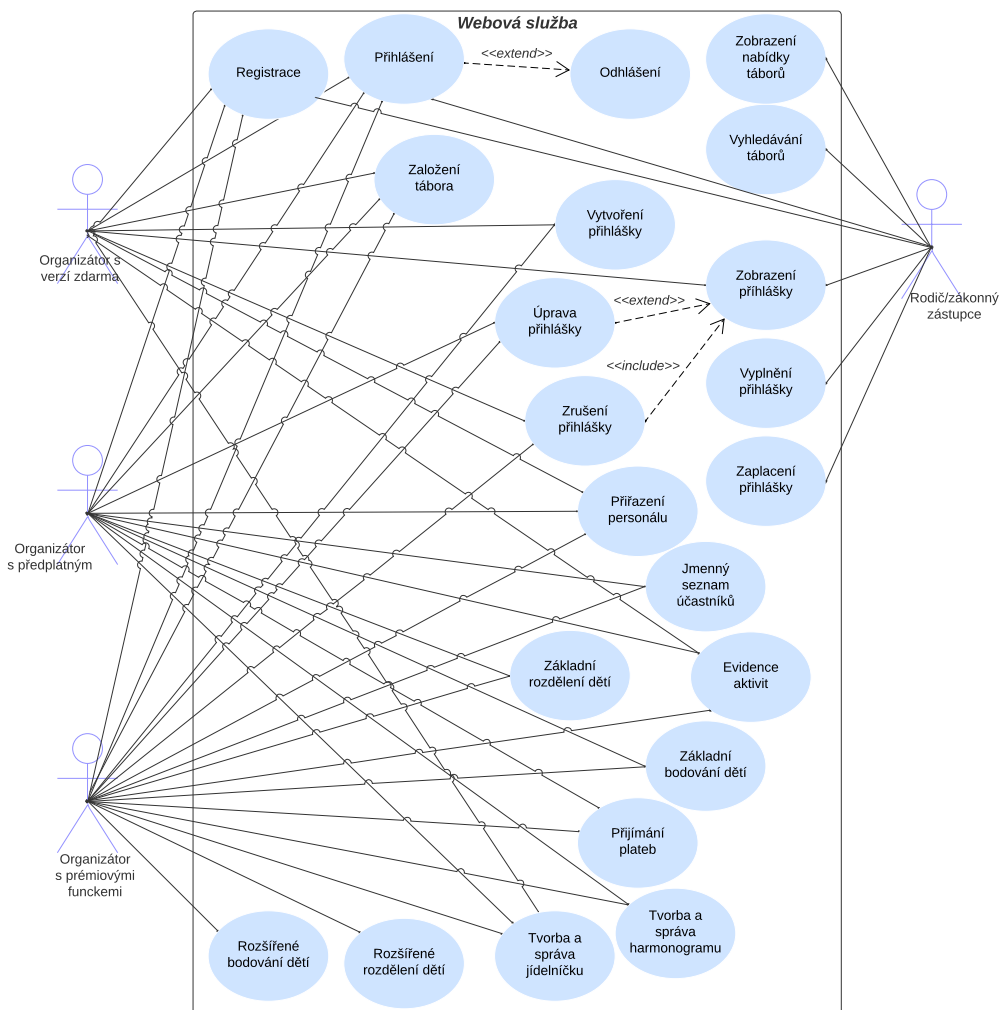 Webová služba
Registrace
Přihlášení
<<extend>>
Odhlášení
Zobrazení
nabídky
táborů
Vyhledávání
táborů
Založení
tábora
Vytvoření
přihlášky
Organizátor s
verzí zdarma
Zobrazení
příhlášky
Rodič/zákonný
zástupce
<<extend>>
Úprava
přihlášky
<<include>>
Vyplnění
přihlášky
Zrušení
přihlášky
Zaplacení
přihlášky
Přiřazení
personálu
Organizátor
s předplatným
Jmenný
seznam
účastníků
Základní
rozdělení dětí
Evidence
aktivit
Základní
bodování dětí
Přijímání
plateb
Organizátor
s prémiovými
funckemi
Tvorba a
správa
harmonogramu
Rozšířené
bodování dětí
Rozšířené
rozdělení dětí
Tvorba a
správa
jídelníčku